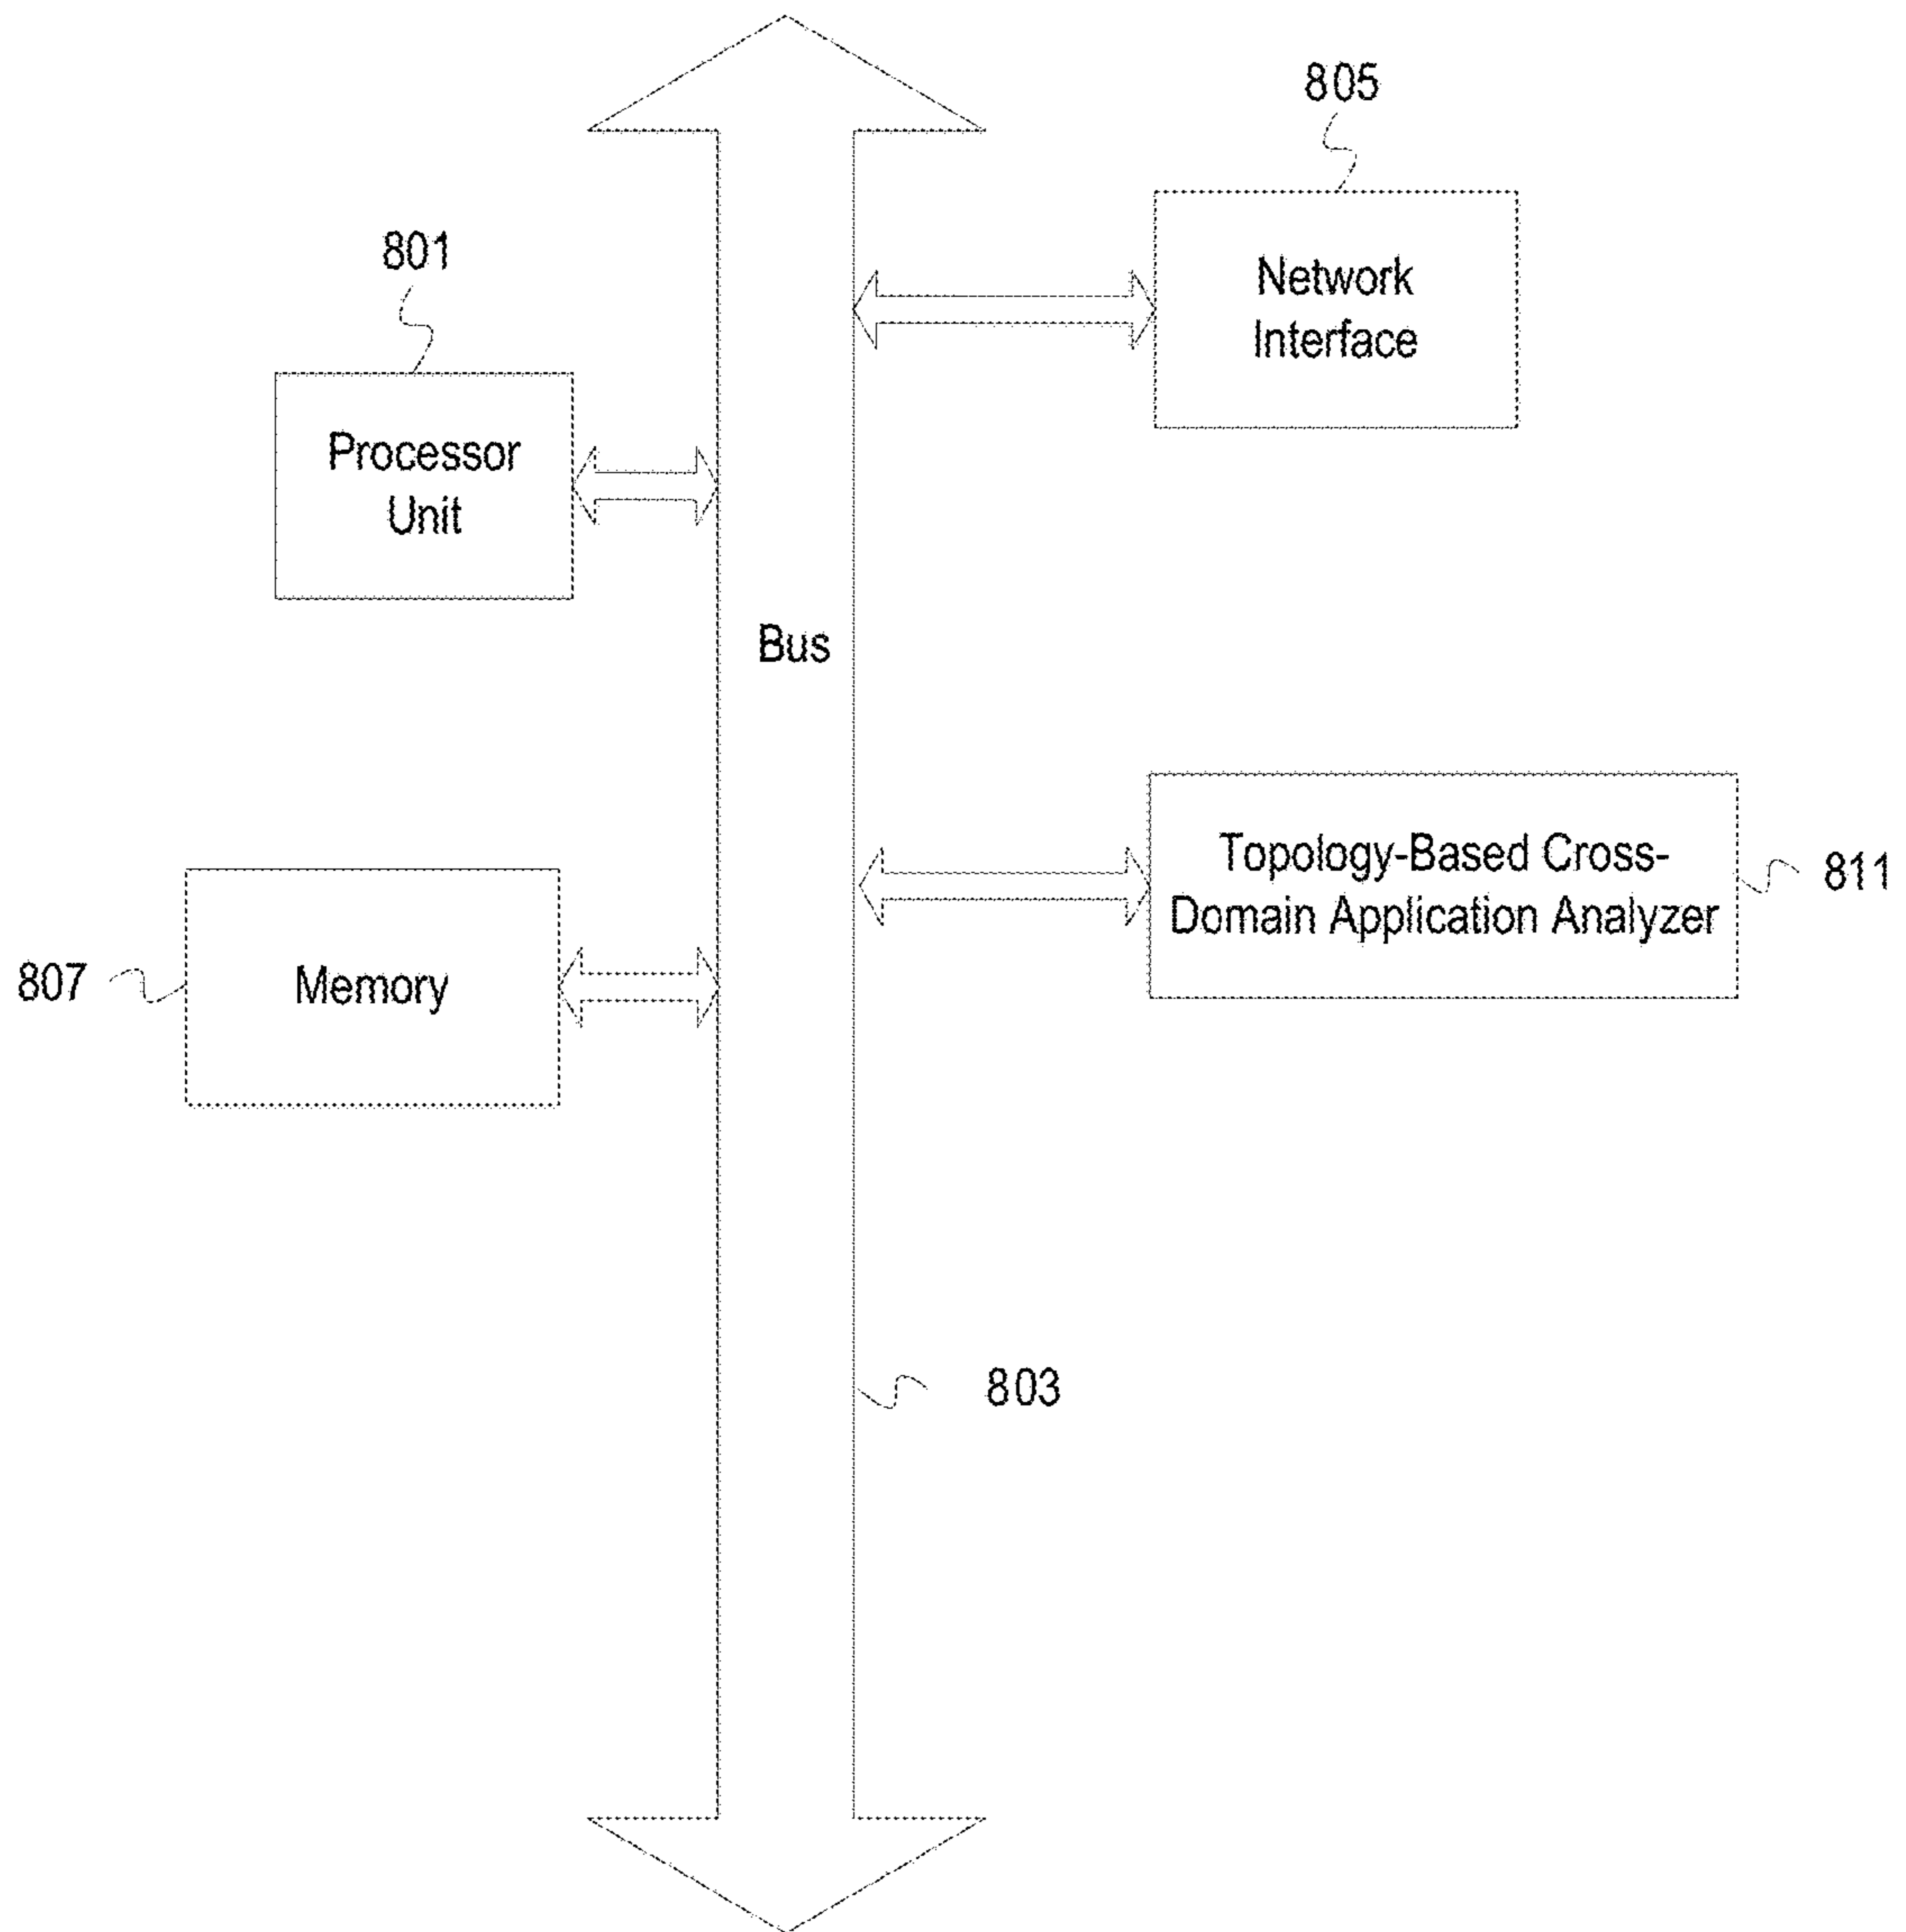 805
Network
Interface
801
Processor
Unit
Bus
Topology-Based Cross-
Domain Application Analyzer
811
807
Memory
803